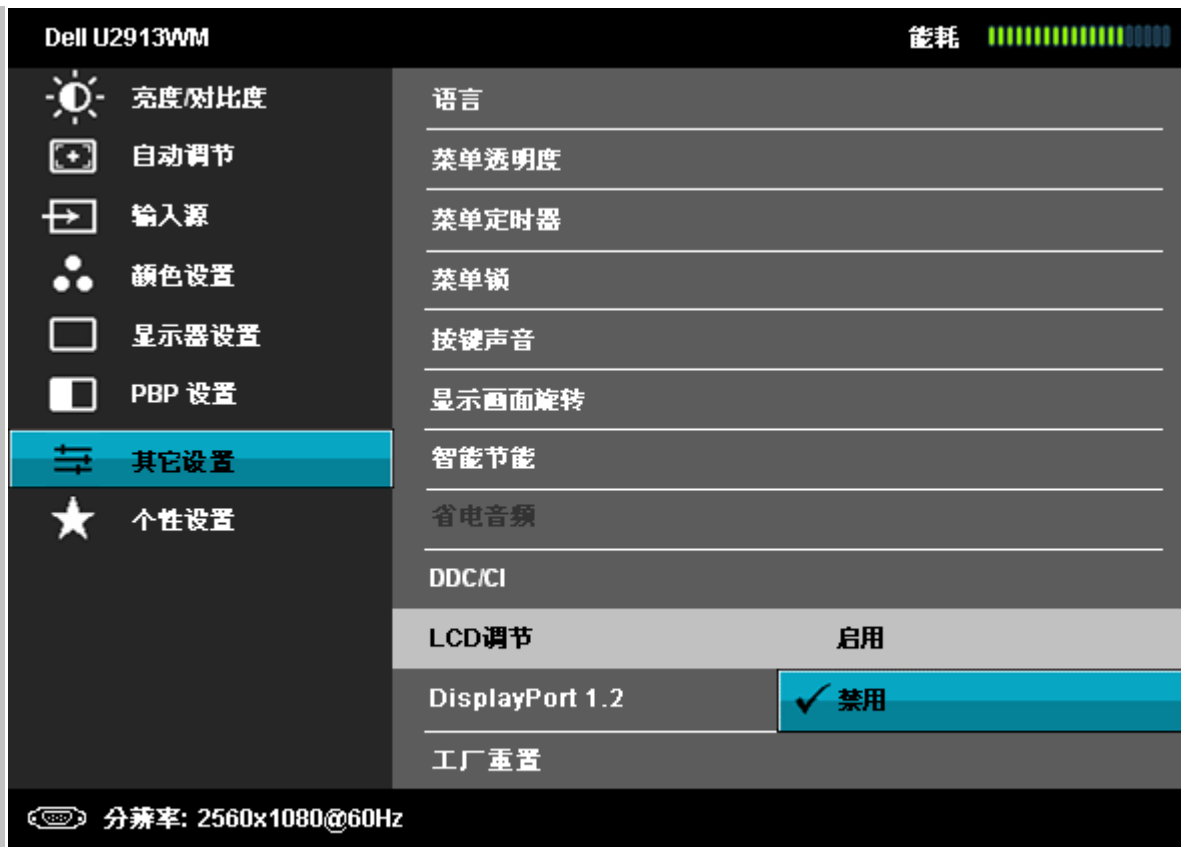 Dell U2913WM 能耗
亮度/对比度
自动调节
输入源
颜色设置
显示器设置
PBP 设置
其它设置
个性设置
语言
菜单透明度
菜单定时器
菜单锁
按键声音
显示画面旋转
智能节能
省电音频
DDC/CI
LCD调节 启用
DisplayPort 1.2 禁用
工厂重置
分辨率: 2560x1080@60Hz